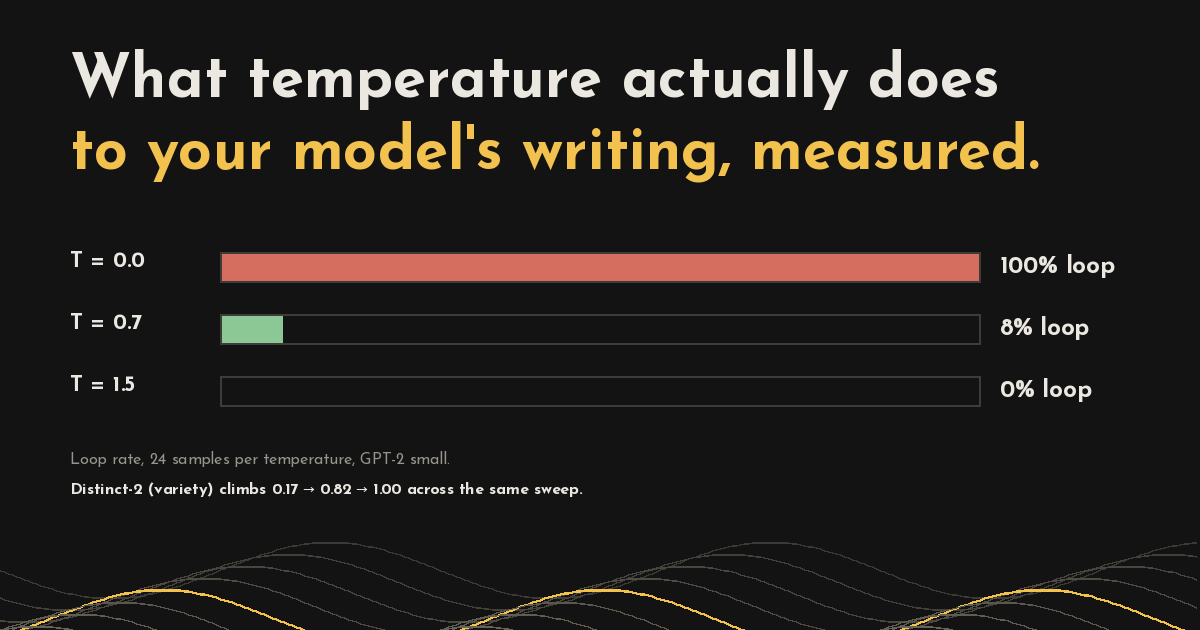 What temperature actually does
to your model's writing, measured.
T = 0.0 100% loop
T = 0.7 8% loop
T = 1.5 0% loop
Loop rate, 24 samples per temperature, GPT-2 small.
Distinct-2 (variety) climbs 0.17 → 0.82 → 1.00 across the same sweep.